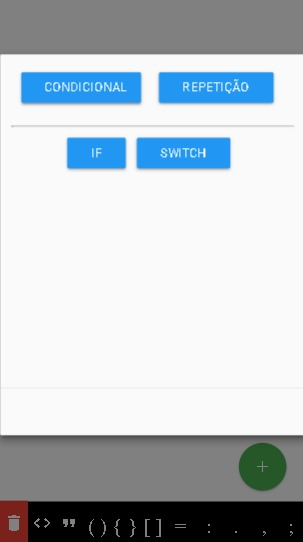 CONDICIONAL REPETIÇÃO
IF SWITCH
+
<> " ( ) { } [ ] = : . , ;